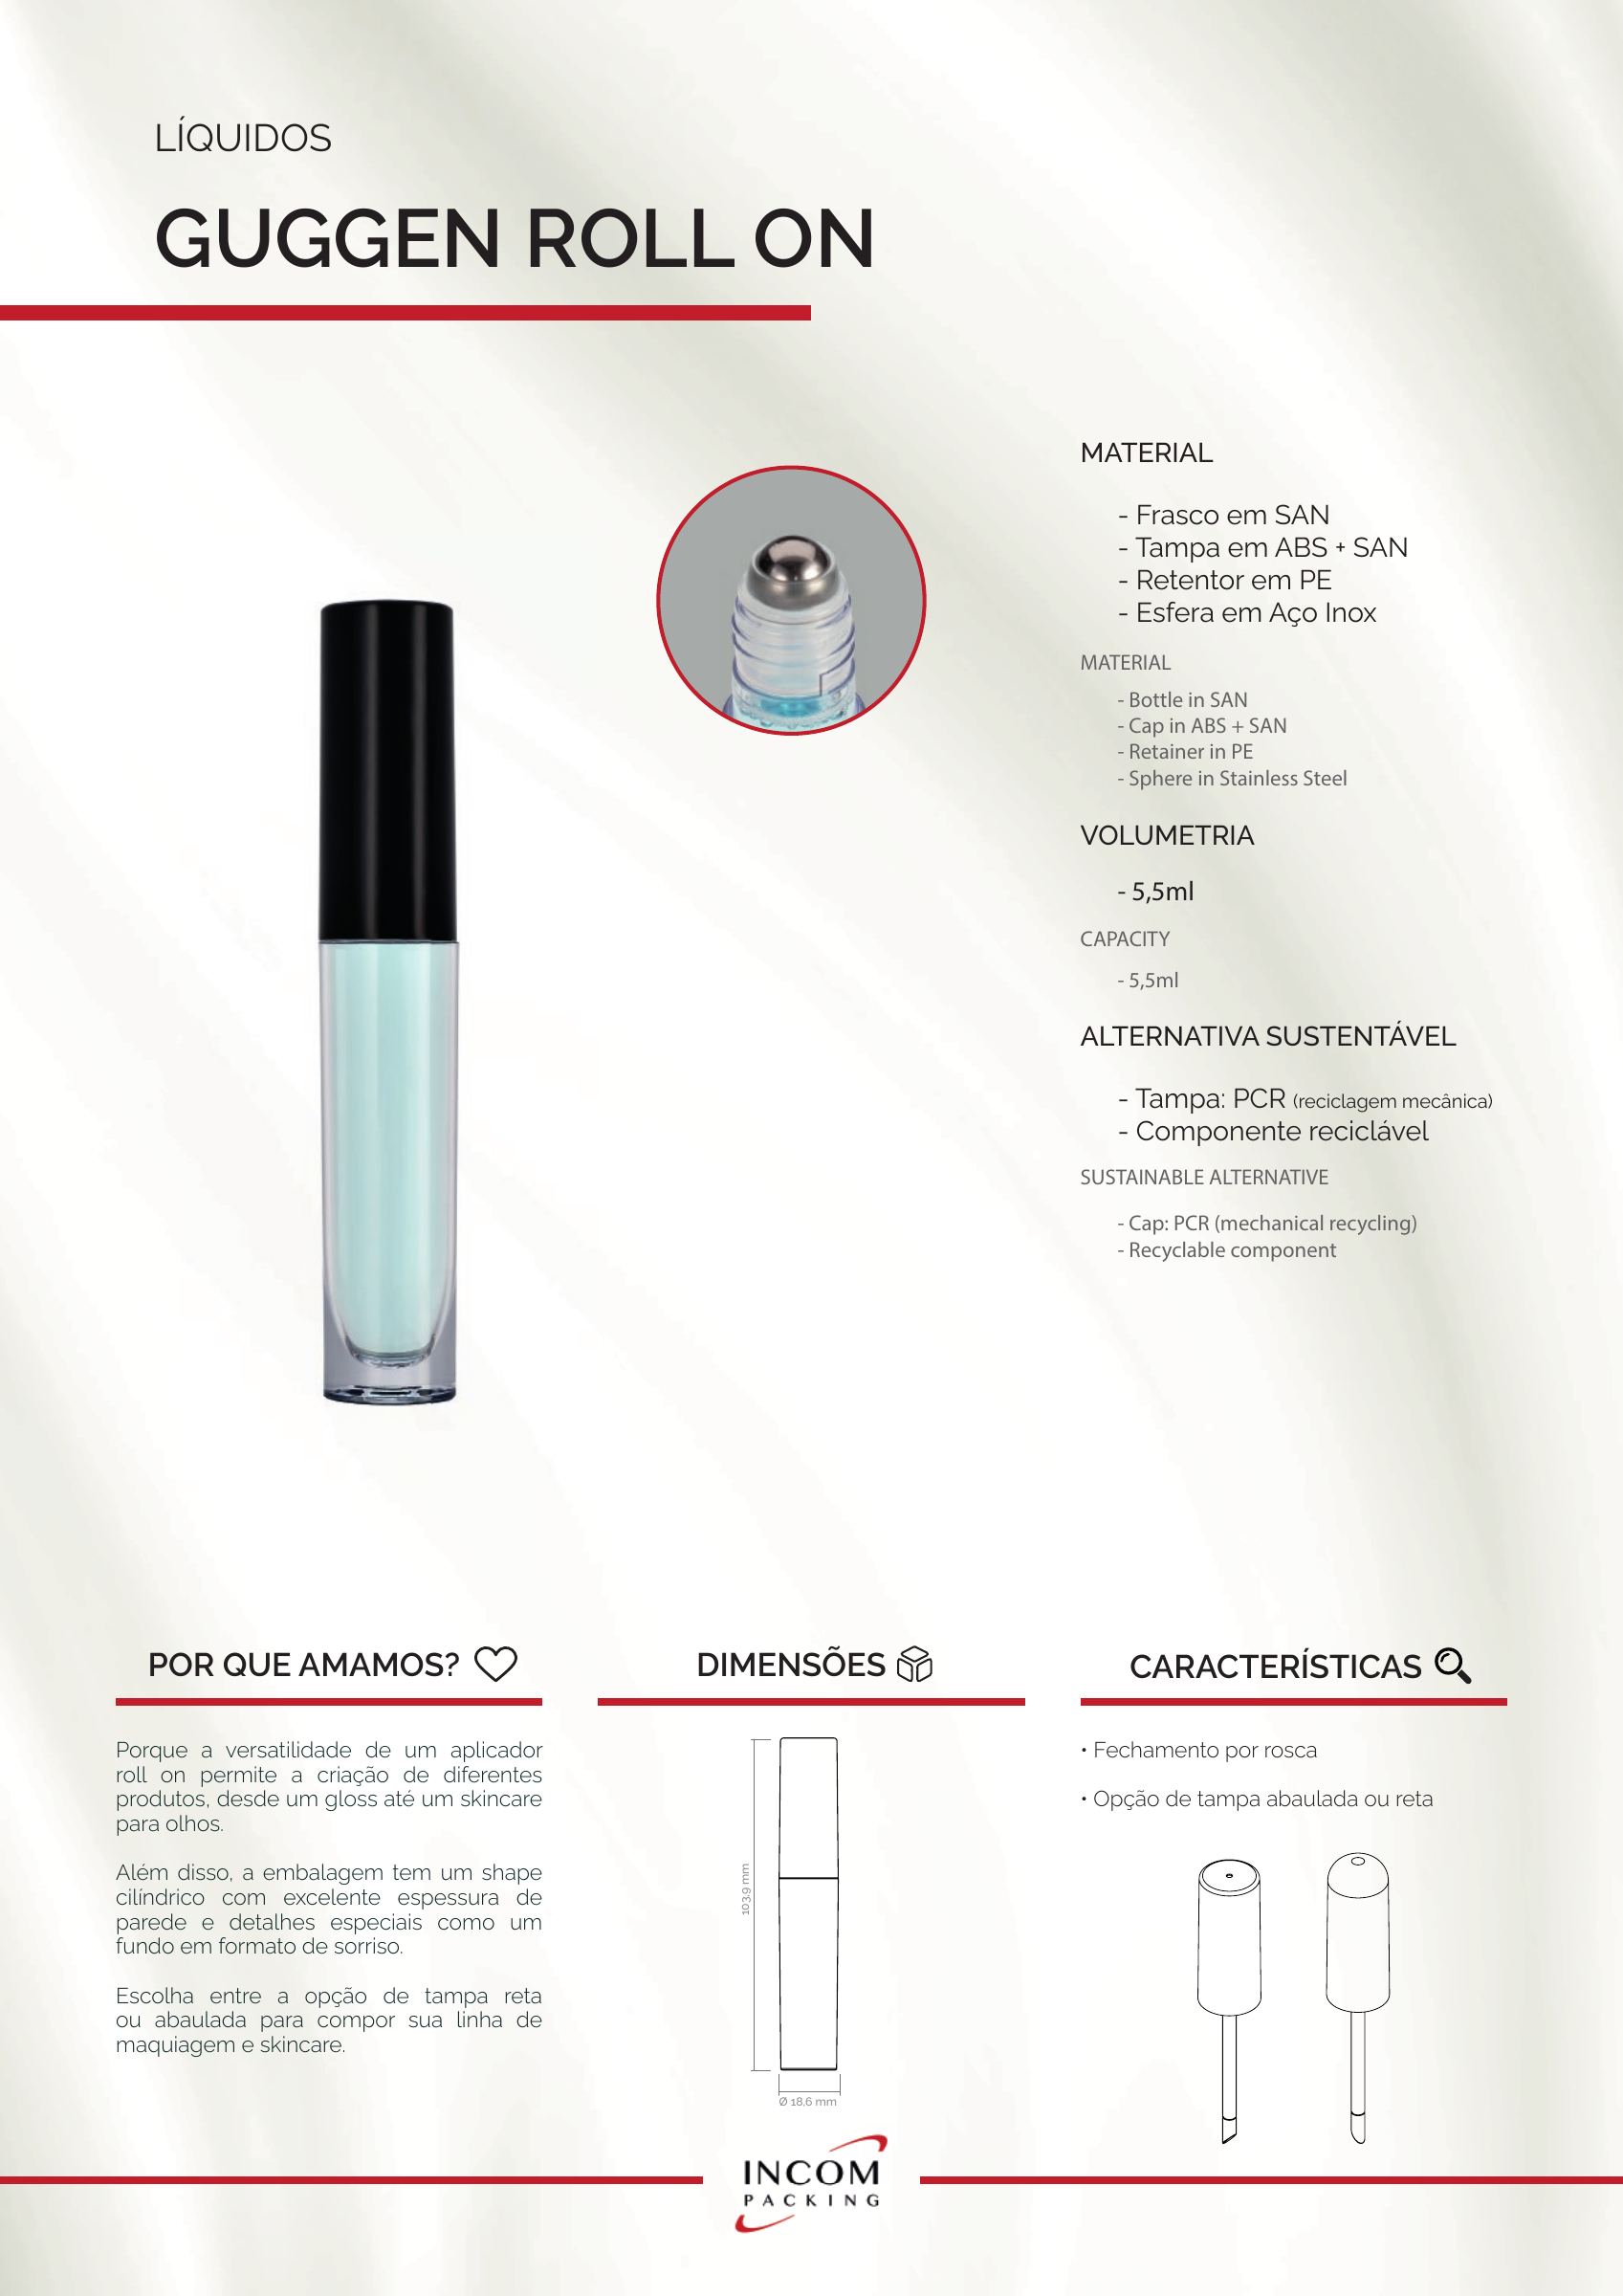 LÍQUIDOS
GUGGEN ROLL ON
MATERIAL
- Frasco em SAN
- Tampa em ABS + SAN
- Retentor em PE
- Esfera em Aço Inox
MATERIAL
- Bottle in SAN
- Cap in ABS + SAN
- Retainer in PE
- Sphere in Stainless Steel
VOLUMETRIA
- 5,5ml
CAPACITY
- 5,5ml
ALTERNATIVA SUSTENTÁVEL
- Tampa: PCR (reciclagem mecânica)
- Componente reciclável
SUSTAINABLE ALTERNATIVE
- Cap: PCR (mechanical recycling)
- Recyclable component
POR QUE AMAMOS?
Porque a versatilidade de um aplicador
roll on permite a criação de diferentes
produtos, desde um gloss até um skincare
para olhos.
Além disso, a embalagem tem um shape
cilíndrico com excelente espessura de
parede e detalhes especiais como um
fundo em formato de sorriso.
Escolha entre a opção de tampa reta
ou abaulada para compor sua linha de
maquiagem e skincare.
DIMENSÕES
103,9 mm
Ø 18,6 mm
CARACTERÍSTICAS
• Fechamento por rosca
• Opção de tampa abaulada ou reta
INCOM
PACKING